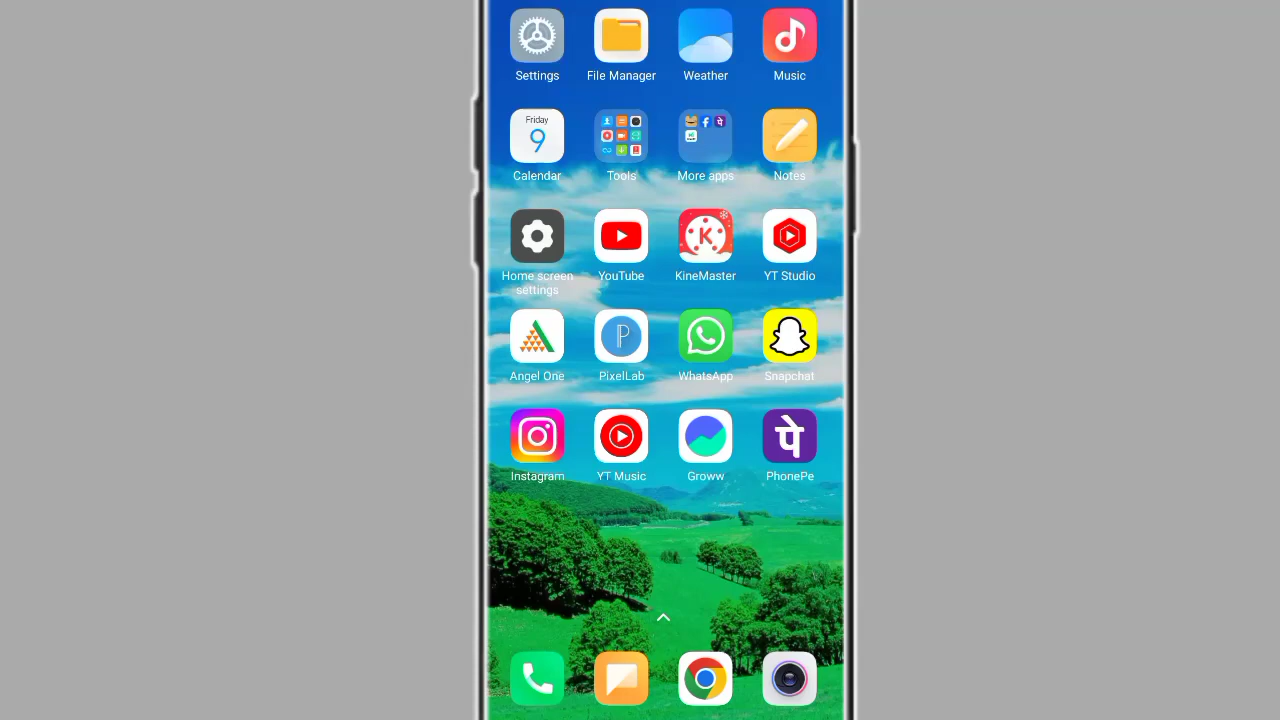 Settings
File Manager
Weather
Music
Friday
9
Calendar
Tools
More apps
Notes
K
Home screen
settings
YouTube
KineMaster
YT Studio
P
Angel One
PixelLab
WhatsApp
Snapchat
पे
Instagram
YT Music
Groww
PhonePe